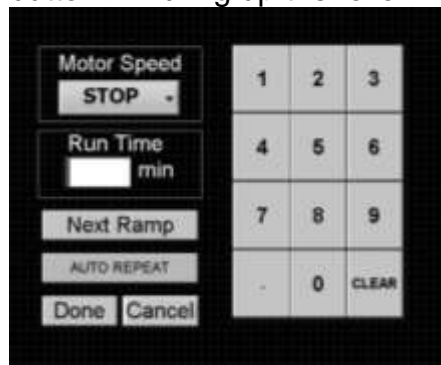 Motor Speed
STOP
Run Time
min
Next Ramp
AUTO REPEAT
Done Cancel
1 2 3
4 5 6
7 8 9
. 0 CLEAR